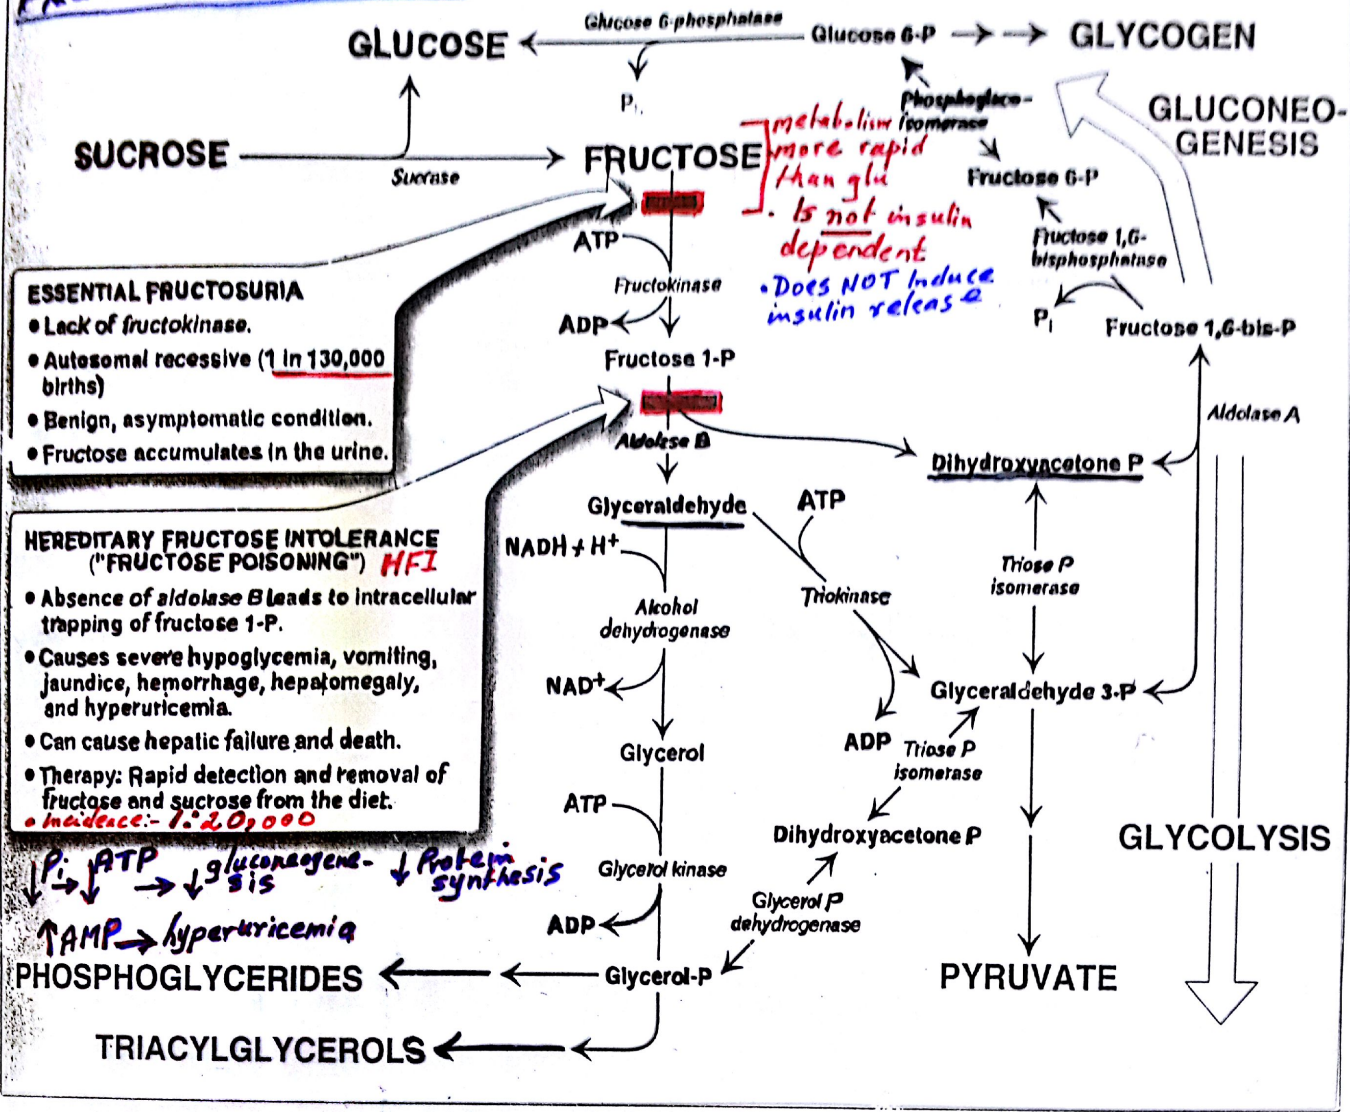 Glucose 6-phosphatase
GLUCOSE
Glucose 6-P
GLYCOGEN
Pi
Phosphogluco-
isomerase
GLUCONEO-
GENESIS
SUCROSE
Sucrase
FRUCTOSE
metabolism
more rapid
than glu
• Is not insulin
dependent
• Does NOT Induce
insulin release
Fructose 6-P
Fructose 1,6-
bisphosphatase
Pi
Fructose 1,6-bis-P
ATP
Fructokinase
ADP
Fructose 1-P
ESSENTIAL FRUCTOSURIA
• Lack of fructokinase.
• Autosomal recessive (1 in 130,000
births)
• Benign, asymptomatic condition.
• Fructose accumulates in the urine.
Aldolase A
Aldolase B
Dihydroxyacetone P
Glyceraldehyde
ATP
HEREDITARY FRUCTOSE INTOLERANCE
("FRUCTOSE POISONING") HFI
• Absence of aldolase B leads to intracellular
trapping of fructose 1-P.
• Causes severe hypoglycemia, vomiting,
jaundice, hemorrhage, hepatomegaly,
and hyperuricemia.
• Can cause hepatic failure and death.
• Therapy: Rapid detection and removal of
fructose and sucrose from the diet.
• Incidence:- 1:20,000
NADH + H+
Triose P
isomerase
Triokinase
Alcohol
dehydrogenase
NAD+
Glyceraldehyde 3-P
ADP
Triose P
isomerase
Glycerol
ATP
Dihydroxyacetone P
GLYCOLYSIS
↓Pi → ↓ATP → ↓gluconeogene-
sis
↓ Protein
synthesis
Glycerol kinase
Glycerol P
dehydrogenase
↑AMP → hyperuricemia
ADP
PHOSPHOGLYCERIDES
Glycerol-P
PYRUVATE
TRIACYLGLYCEROLS